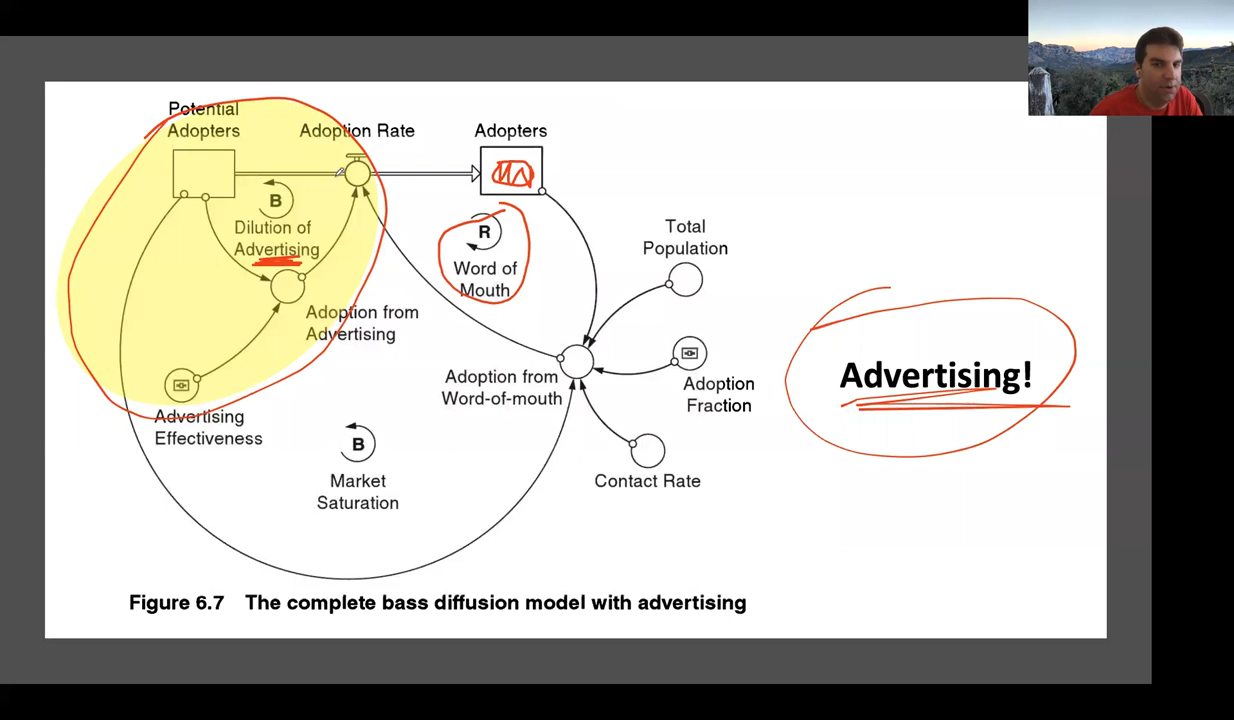 Potential
Adopters
Adoption Rate
Adopters
B
Dilution of
Advertising
R
Word of
Mouth
Total
Population
Adoption from
Advertising
Advertising!
Adoption from
Word-of-mouth
Adoption
Fraction
Advertising
Effectiveness
B
Market
Saturation
Contact Rate
Figure 6.7 The complete bass diffusion model with advertising